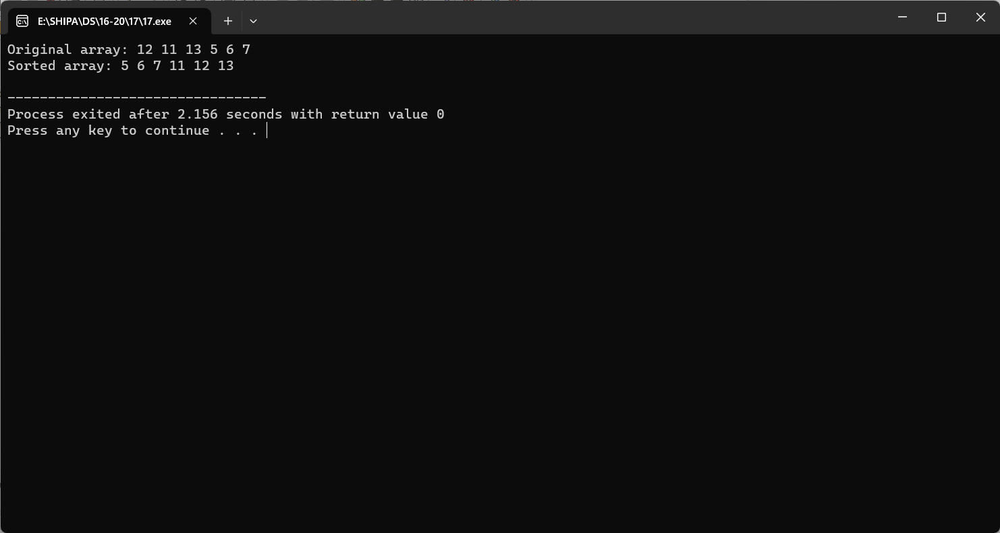 E:\SHIPA\DS\16-20\17\17.exe
Original array: 12 11 13 5 6 7
Sorted array: 5 6 7 11 12 13
--------------------------------
Process exited after 2.156 seconds with return value 0
Press any key to continue . . .